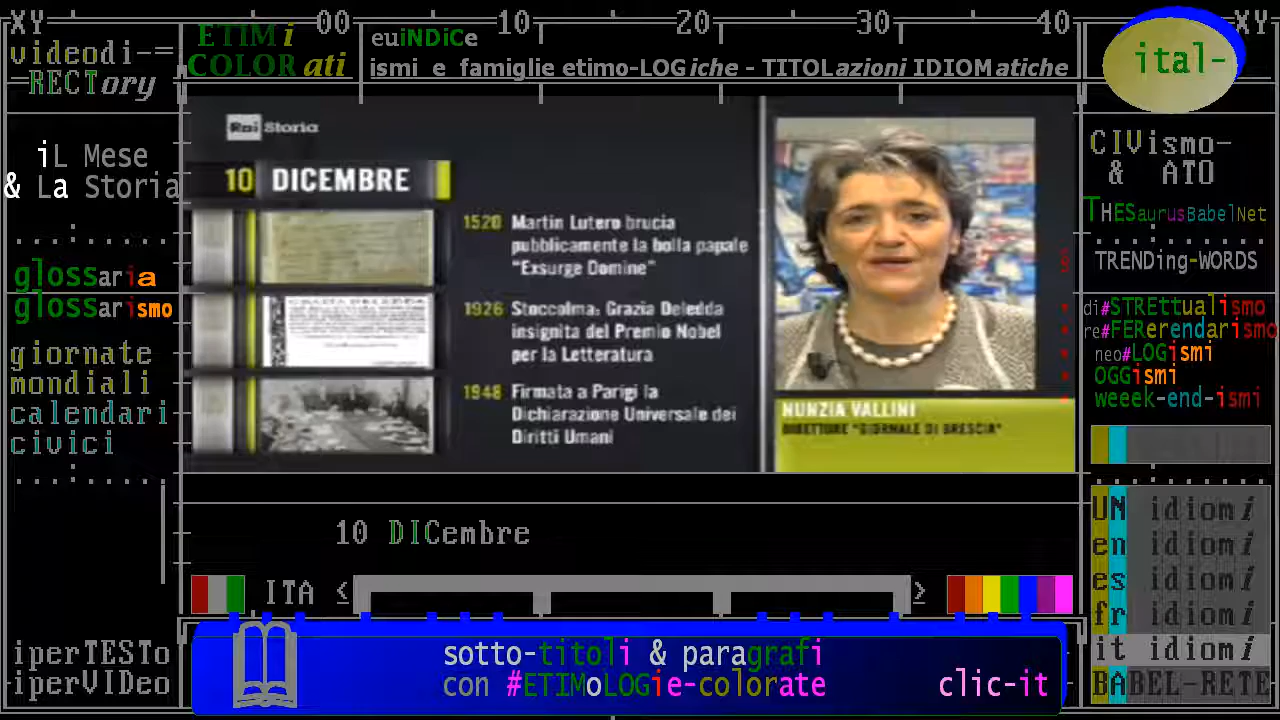 XY 00 10 20 30 40 XY
videodi-=
=RECTory
ETIMi
COLORati
euiNDiCe
ismi e famiglie etimo-LOGiche - TITOLazioni IDIOMatiche
ital-
iL Mese
& La Storia
glossaria
glossarismo
giornate
mondiali
calendari
civici
iperTESTo
iperVIDeo
Rai Storia
10 DICEMBRE
1520 Martin Lutero brucia
pubblicamente la bolla papale
"Exsurge Domine"
1926 Stoccolma: Grazia Deledda
insignita del Premio Nobel
per la Letteratura
1948 Firmata a Parigi la
Dichiarazione Universale dei
Diritti Umani
NUNZIA VALLINI
DIRETTORE "GIORNALE DI BRESCIA"
10 DICembre
ITA < >
sotto-titoli & paragrafi
con #ETIMoLOGie-colorate clic-it
CIVismo-
& ATO
THESaurusBabelNet
TRENDing-WORDS
di#STREttualismo
re#FERerendarismo
neo#LOGismi
OGGismi
weeek-end-ismi
UN idiomi
en idiomi
es idiomi
fr idiomi
it idiomi
BABEL-RETE